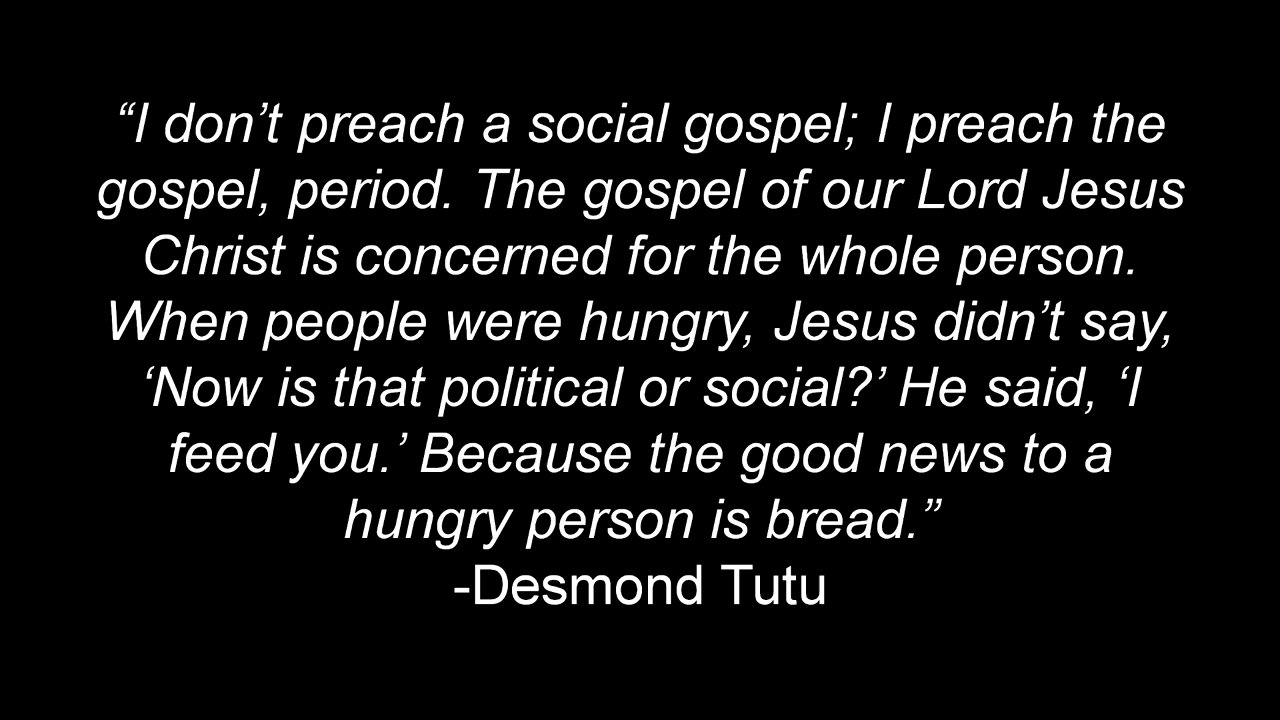 “I don’t preach a social gospel; I preach the
gospel, period. The gospel of our Lord Jesus
Christ is concerned for the whole person.
When people were hungry, Jesus didn’t say,
‘Now is that political or social?’ He said, ‘I
feed you.’ Because the good news to a
hungry person is bread.”
-Desmond Tutu